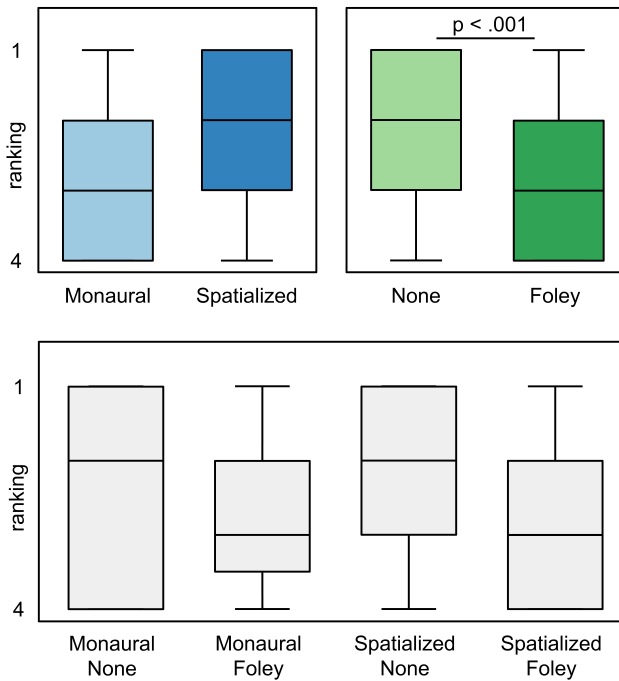 p < .001
1
ranking
4
Monaural Spatialized None Foley
1
ranking
4
Monaural None
Monaural Foley
Spatialized None
Spatialized Foley